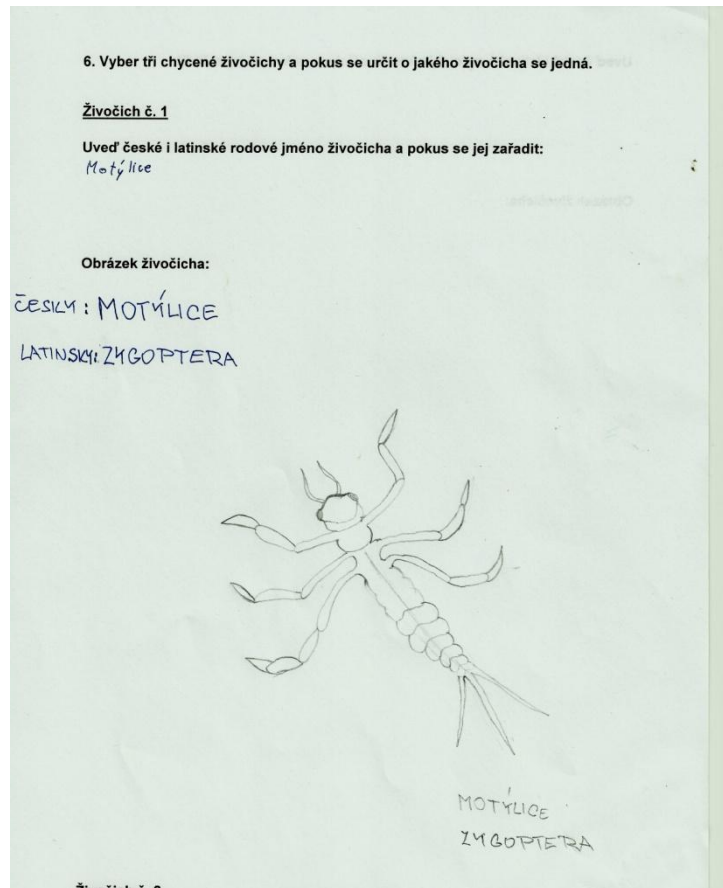 6. Vyber tři chycené živočichy a pokus se určit o jakého živočicha se jedná.
Živočich č. 1
Uveď české i latinské rodové jméno živočicha a pokus se jej zařadit:
Motýlice
Obrázek živočicha:
ČESKY: MOTÝLICE
LATINSKY: ZYGOPTERA
MOTÝLICE
ZYGOPTERA